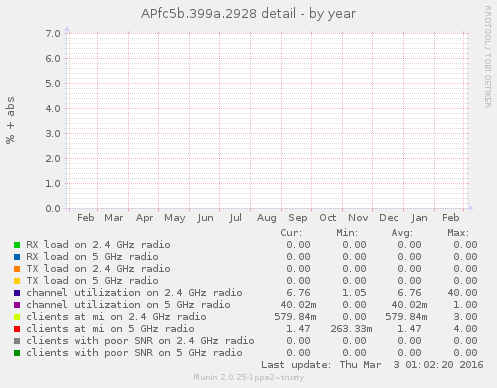 APfc5b.399a.2928 detail - by year
RRDTOOL / TOBI OETIKER
% + abs
7.0
6.0
5.0
4.0
3.0
2.0
1.0
0.0
Feb Mar Apr May Jun Jul Aug Sep Oct Nov Dec Jan Feb
Cur: Min: Avg: Max:
RX load on 2.4 GHz radio 0.00 0.00 0.00 0.00
RX load on 5 GHz radio 0.00 0.00 0.00 0.00
TX load on 2.4 GHz radio 0.00 0.00 0.00 0.00
TX load on 5 GHz radio 0.00 0.00 0.00 0.00
channel utilization on 2.4 GHz radio 6.76 1.05 6.76 40.00
channel utilization on 5 GHz radio 40.02m 0.00 40.02m 1.00
clients at mi on 2.4 GHz radio 579.84m 0.00 579.84m 3.00
clients at mi on 5 GHz radio 1.47 263.33m 1.47 4.00
clients with poor SNR on 2.4 GHz radio 0.00 0.00 0.00 0.00
clients with poor SNR on 5 GHz radio 0.00 0.00 0.00 0.00
Last update: Thu Mar 3 01:02:20 2016
Munin 2.0.25-1ppa2~trusty